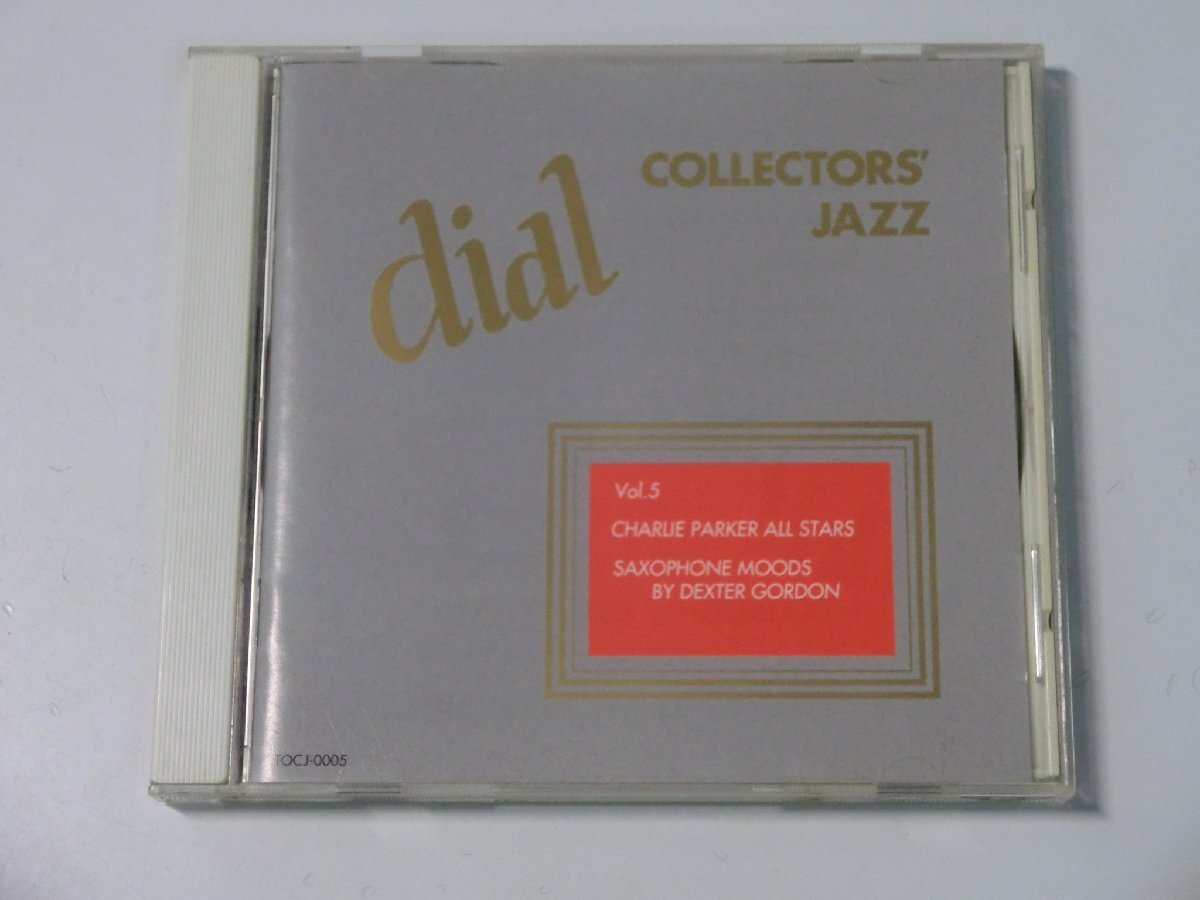 dial
COLLECTORS'
JAZZ
Vol.5
CHARLIE PARKER ALL STARS
SAXOPHONE MOODS
BY DEXTER GORDON
TOCJ-0005